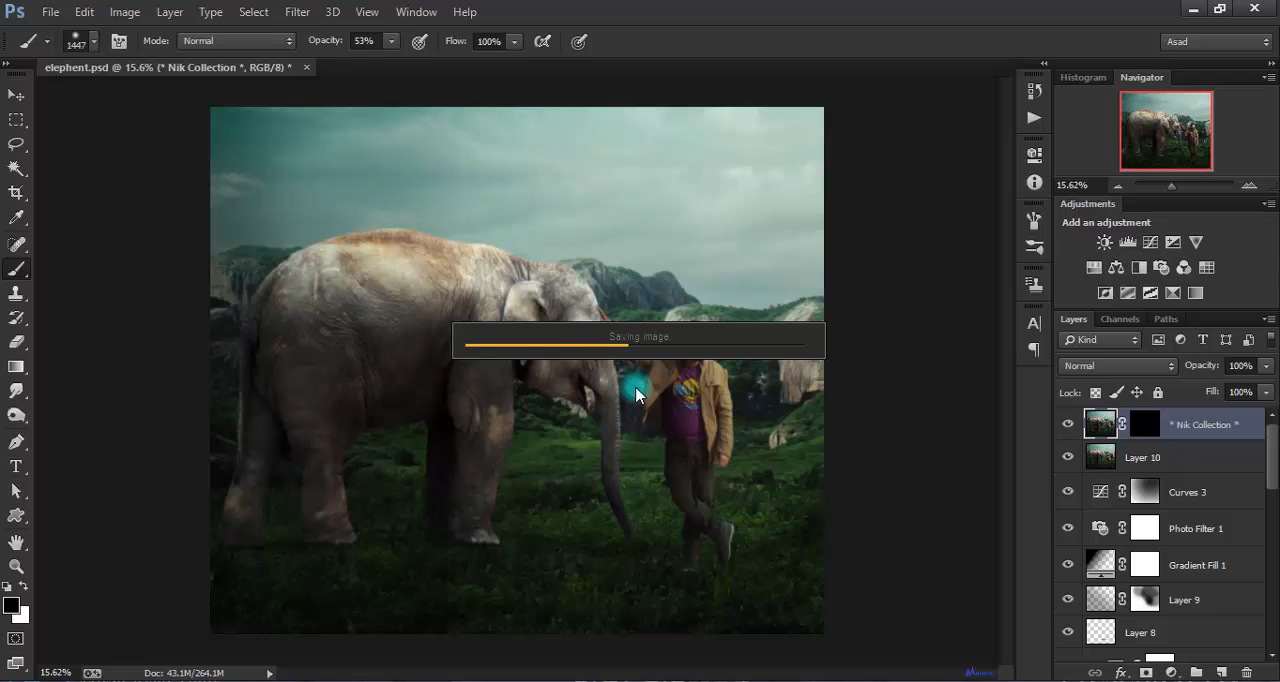 Ps File Edit Image Layer Type Select Filter 3D View Window Help
1447 Mode: Normal Opacity: 53% Flow: 100% Asad
elephent.psd @ 15.6% (* Nik Collection *, RGB/8) * ×
Histogram Navigator
15.62%
Adjustments
Add an adjustment
Layers Channels Paths
Kind
Normal Opacity: 100%
Lock: Fill: 100%
* Nik Collection *
Layer 10
Curves 3
Photo Filter 1
Gradient Fill 1
Layer 9
Layer 8
Saving image.
15.62% Doc: 43.1M/264.1M